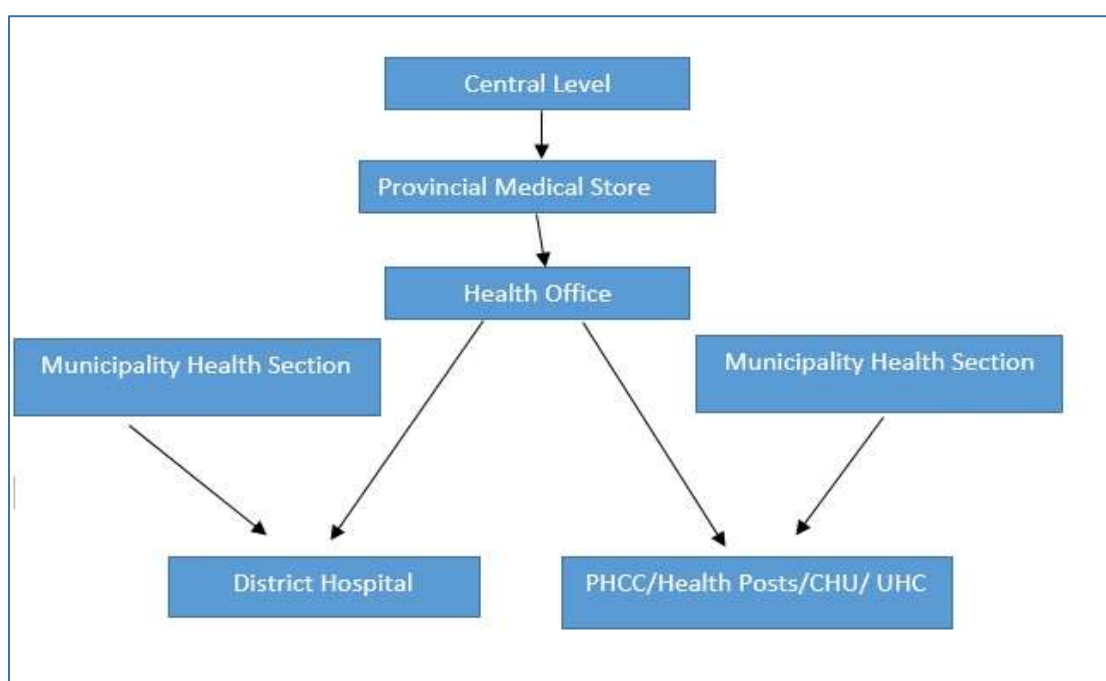 Central Level
Provincial Medical Store
Health Office
Municipality Health Section
Municipality Health Section
District Hospital
PHCC/Health Posts/CHU/ UHC